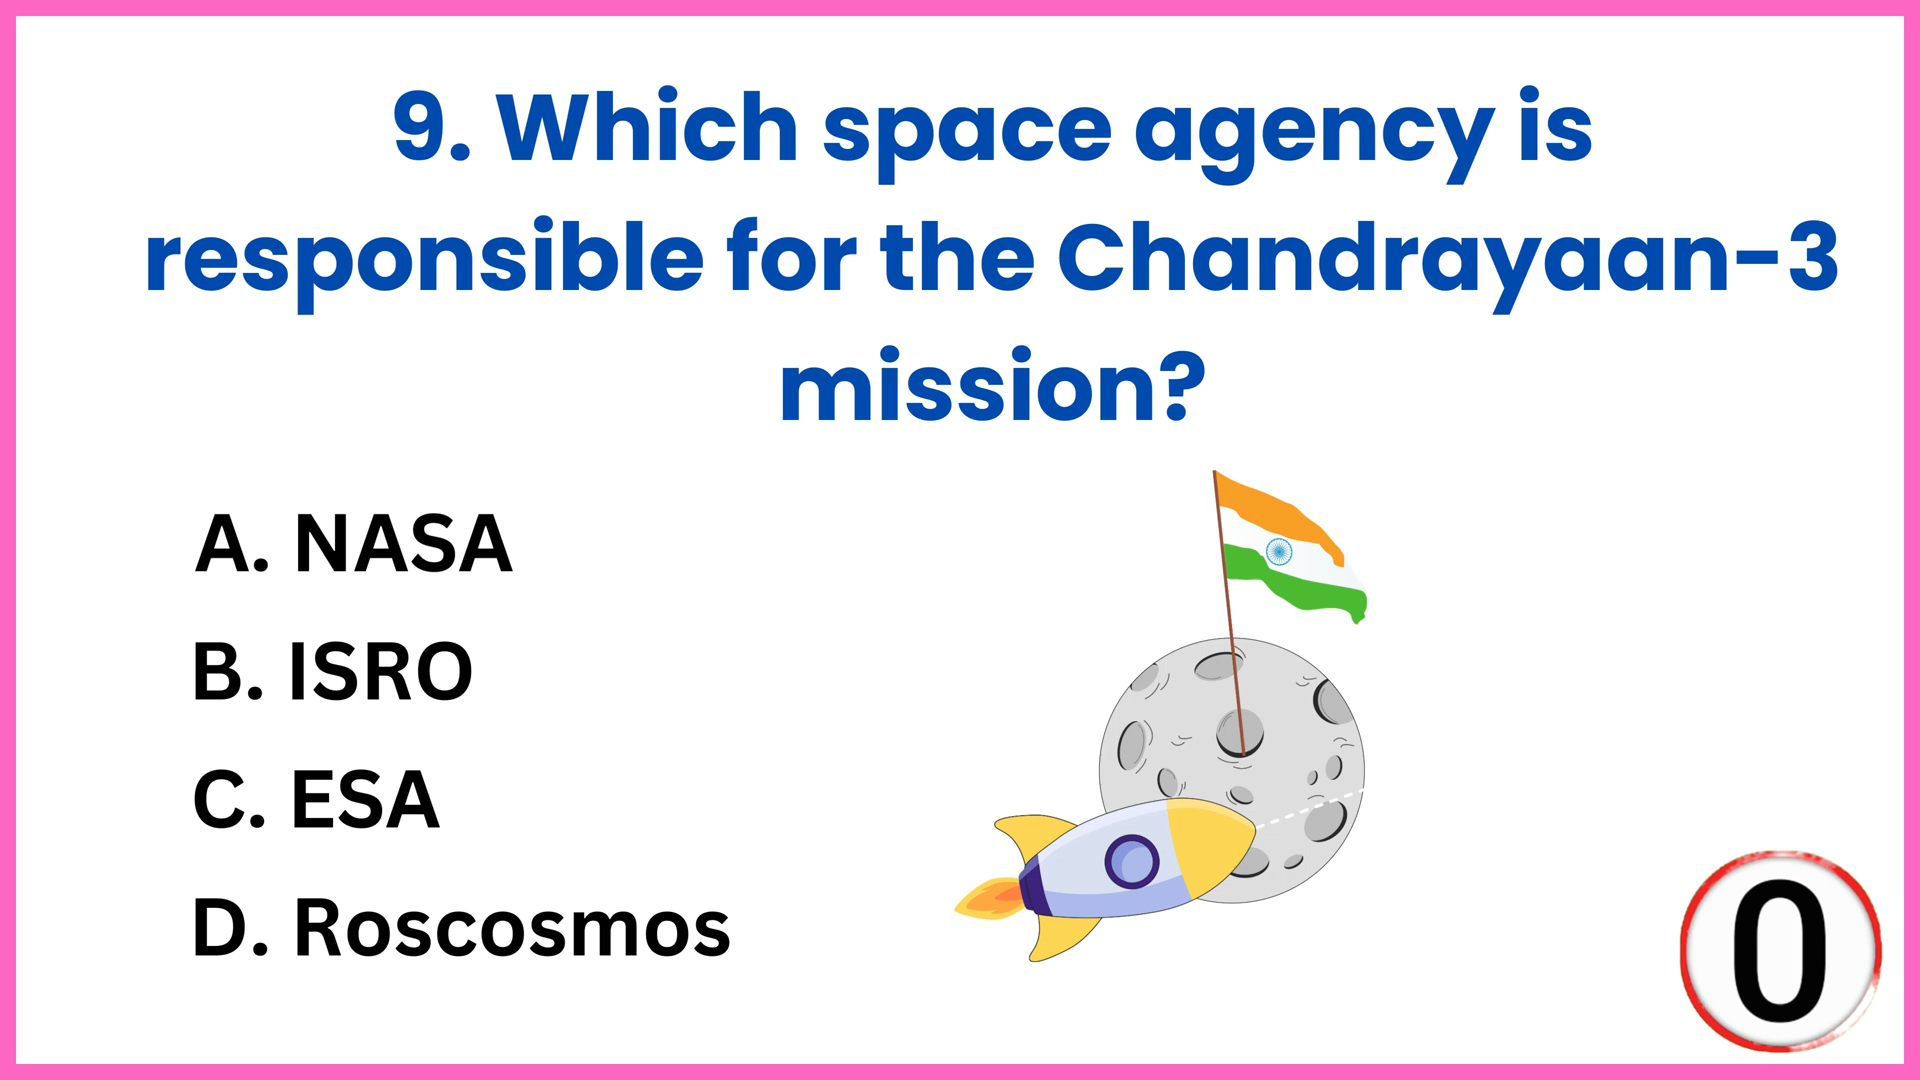 9. Which space agency is
responsible for the Chandrayaan-3
mission?
A. NASA
B. ISRO
C. ESA
D. Roscosmos
0